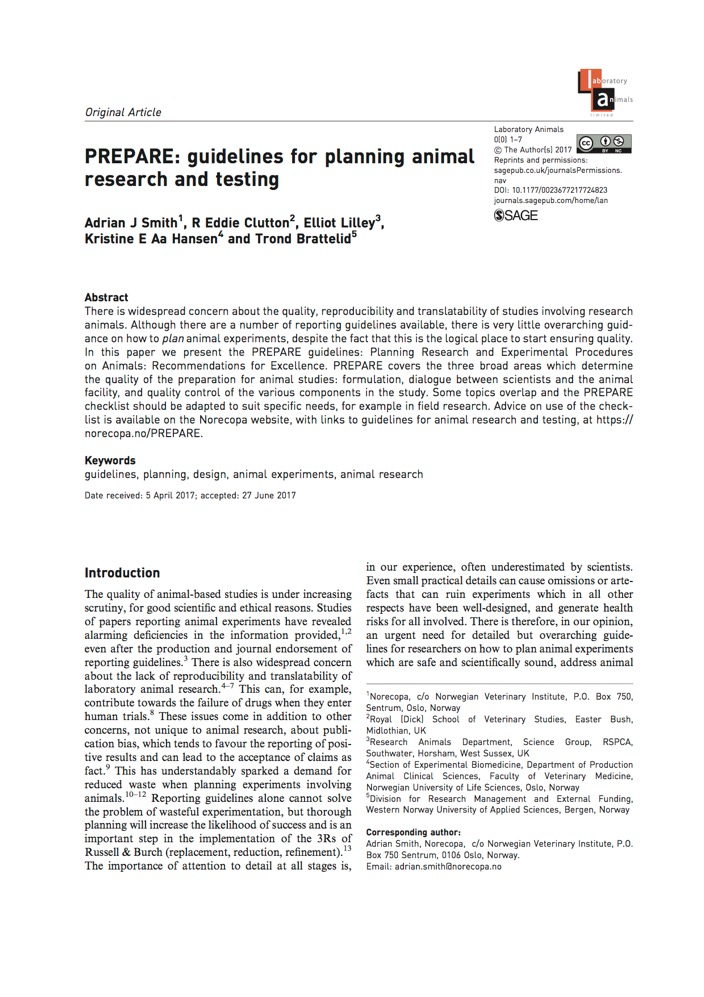 laboratory
animals
limited
Original Article
Laboratory Animals
0(0) 1–7
© The Author(s) 2017
Reprints and permissions:
sagepub.co.uk/journalsPermissions.
nav
DOI: 10.1177/0023677217724823
journals.sagepub.com/home/lan
SAGE
cc BY NC
PREPARE: guidelines for planning animal
research and testing
Adrian J Smith1, R Eddie Clutton2, Elliot Lilley3,
Kristine E Aa Hansen4 and Trond Brattelid5
Abstract
There is widespread concern about the quality, reproducibility and translatability of studies involving research
animals. Although there are a number of reporting guidelines available, there is very little overarching guid-
ance on how to plan animal experiments, despite the fact that this is the logical place to start ensuring quality.
In this paper we present the PREPARE guidelines: Planning Research and Experimental Procedures
on Animals: Recommendations for Excellence. PREPARE covers the three broad areas which determine
the quality of the preparation for animal studies: formulation, dialogue between scientists and the animal
facility, and quality control of the various components in the study. Some topics overlap and the PREPARE
checklist should be adapted to suit specific needs, for example in field research. Advice on use of the check-
list is available on the Norecopa website, with links to guidelines for animal research and testing, at https://
norecopa.no/PREPARE.
Keywords
guidelines, planning, design, animal experiments, animal research
Date received: 5 April 2017; accepted: 27 June 2017
Introduction
The quality of animal-based studies is under increasing
scrutiny, for good scientific and ethical reasons. Studies
of papers reporting animal experiments have revealed
alarming deficiencies in the information provided,1,2
even after the production and journal endorsement of
reporting guidelines.3 There is also widespread concern
about the lack of reproducibility and translatability of
laboratory animal research.4–7 This can, for example,
contribute towards the failure of drugs when they enter
human trials.8 These issues come in addition to other
concerns, not unique to animal research, about publi-
cation bias, which tends to favour the reporting of posi-
tive results and can lead to the acceptance of claims as
fact.9 This has understandably sparked a demand for
reduced waste when planning experiments involving
animals.10–12 Reporting guidelines alone cannot solve
the problem of wasteful experimentation, but thorough
planning will increase the likelihood of success and is an
important step in the implementation of the 3Rs of
Russell & Burch (replacement, reduction, refinement).13
The importance of attention to detail at all stages is,
in our experience, often underestimated by scientists.
Even small practical details can cause omissions or arte-
facts that can ruin experiments which in all other
respects have been well-designed, and generate health
risks for all involved. There is therefore, in our opinion,
an urgent need for detailed but overarching guide-
lines for researchers on how to plan animal experiments
which are safe and scientifically sound, address animal
1Norecopa, c/o Norwegian Veterinary Institute, P.O. Box 750,
Sentrum, Oslo, Norway
2Royal (Dick) School of Veterinary Studies, Easter Bush,
Midlothian, UK
3Research Animals Department, Science Group, RSPCA,
Southwater, Horsham, West Sussex, UK
4Section of Experimental Biomedicine, Department of Production
Animal Clinical Sciences, Faculty of Veterinary Medicine,
Norwegian University of Life Sciences, Oslo, Norway
5Division for Research Management and External Funding,
Western Norway University of Applied Sciences, Bergen, Norway
Corresponding author:
Adrian Smith, Norecopa, c/o Norwegian Veterinary Institute, P.O.
Box 750 Sentrum, 0106 Oslo, Norway.
Email: adrian.smith@norecopa.no